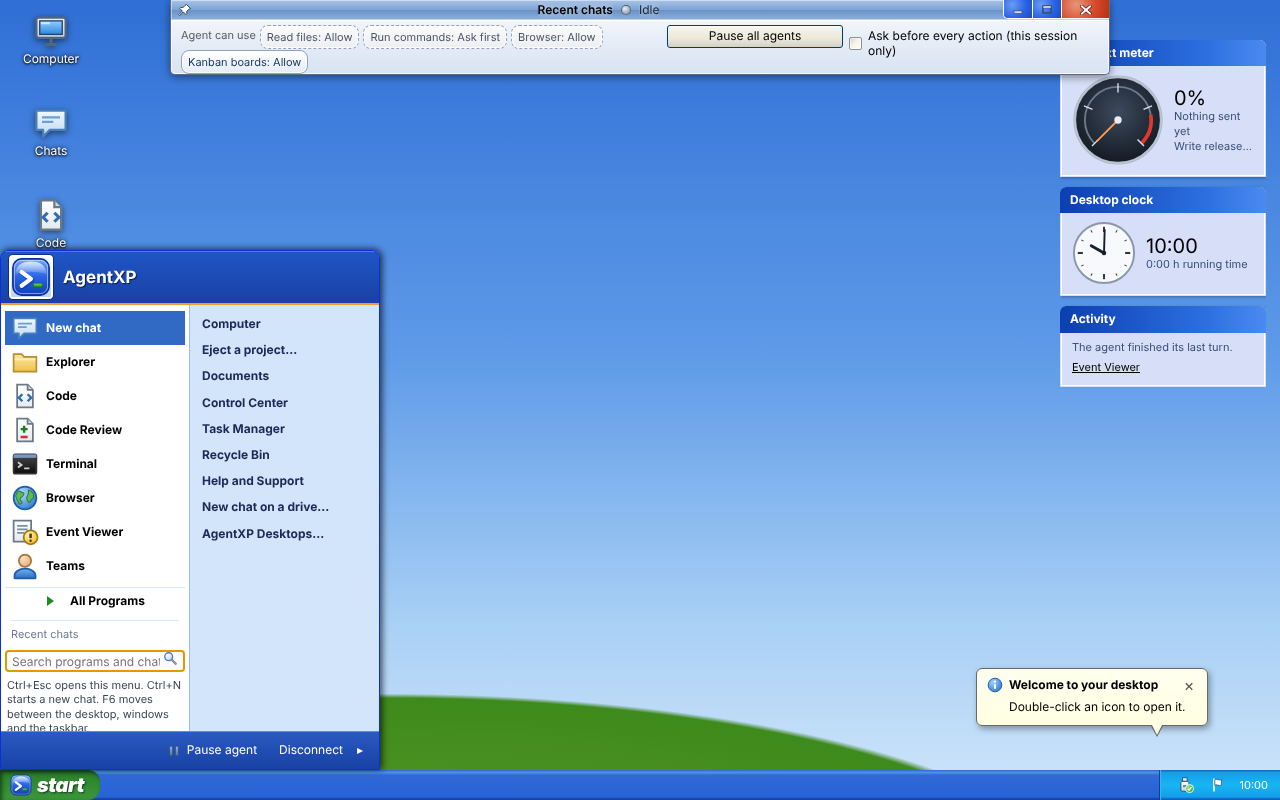 Recent chats
Idle
Agent can use
Read files: Allow
Run commands: Ask first
Browser: Allow
Kanban boards: Allow
Pause all agents
Ask before every action (this session only)
Computer
Chats
Code
0%
Nothing sent yet
Write release...
Desktop clock
10:00
0:00 h running time
Activity
The agent finished its last turn.
Event Viewer
AgentXP
New chat
Explorer
Code
Code Review
Terminal
Browser
Event Viewer
Teams
All Programs
Recent chats
Search programs and chat
Ctrl+Esc opens this menu. Ctrl+N
starts a new chat. F6 moves
between the desktop, windows
and the taskbar
Computer
Eject a project...
Documents
Control Center
Task Manager
Recycle Bin
Help and Support
New chat on a drive...
AgentXP Desktops...
Pause agent
Disconnect
Welcome to your desktop
Double-click an icon to open it.
start
10:00